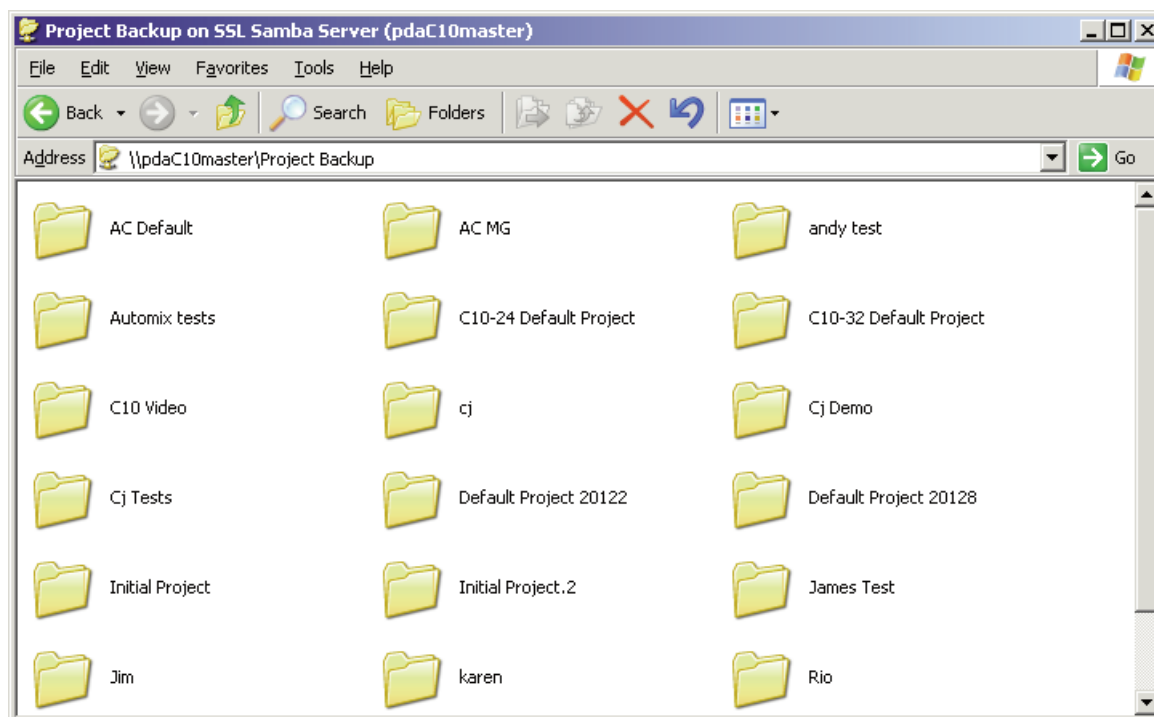 Project Backup on SSL Samba Server (pdaC10master)
File Edit View Favorites Tools Help
Back Search Folders
Address \\pdaC10master\Project Backup Go
AC Default AC MG andy test
Automix tests C10-24 Default Project C10-32 Default Project
C10 Video cj Cj Demo
Cj Tests Default Project 20122 Default Project 20128
Initial Project Initial Project.2 James Test
Jim karen Rio